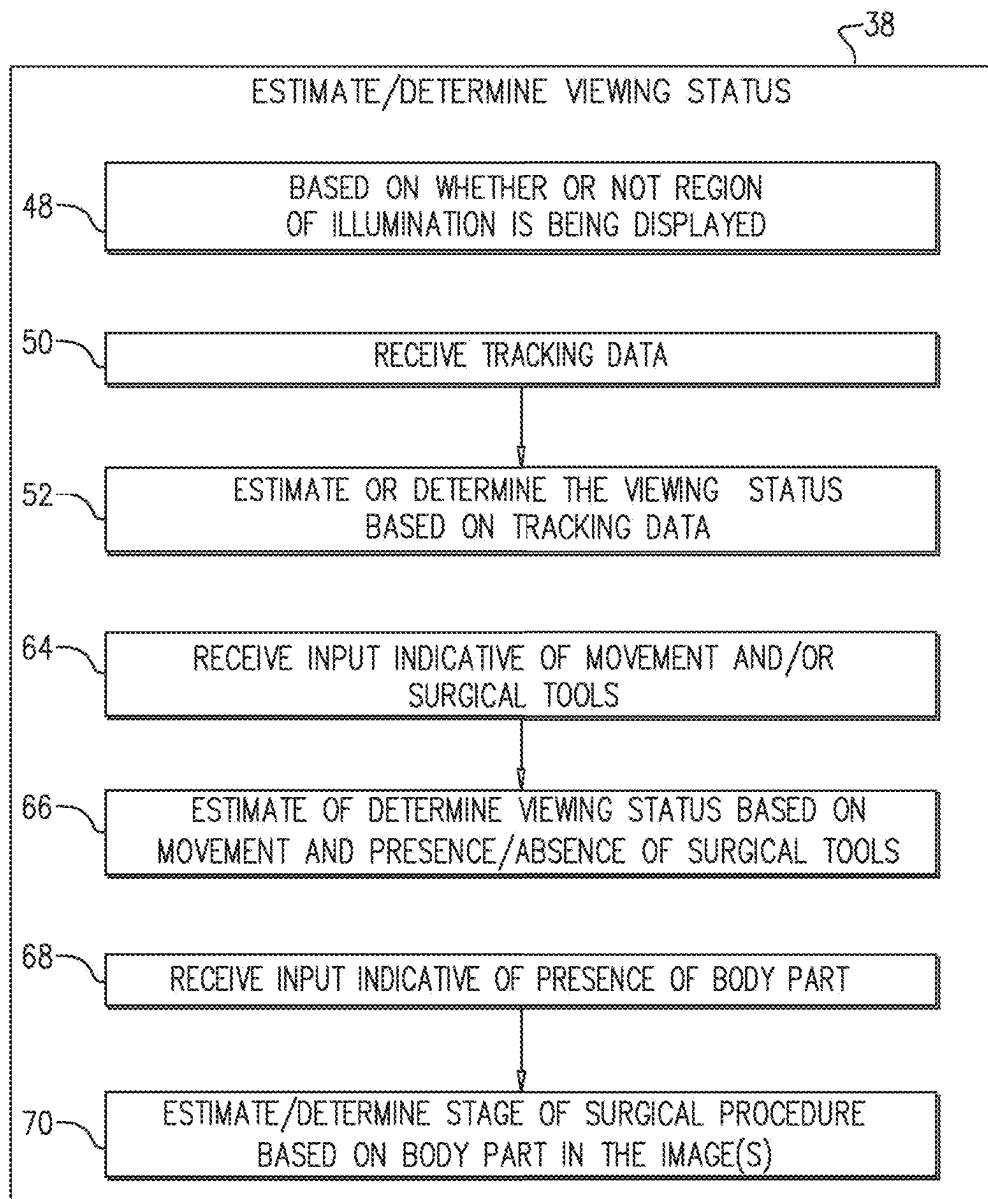 38
ESTIMATE/DETERMINE VIEWING STATUS
48
BASED ON WHETHER OR NOT REGION
OF ILLUMINATION IS BEING DISPLAYED
50
RECEIVE TRACKING DATA
52
ESTIMATE OR DETERMINE THE VIEWING STATUS
BASED ON TRACKING DATA
64
RECEIVE INPUT INDICATIVE OF MOVEMENT AND/OR
SURGICAL TOOLS
66
ESTIMATE OF DETERMINE VIEWING STATUS BASED ON
MOVEMENT AND PRESENCE/ABSENCE OF SURGICAL TOOLS
68
RECEIVE INPUT INDICATIVE OF PRESENCE OF BODY PART
70
ESTIMATE/DETERMINE STAGE OF SURGICAL PROCEDURE
BASED ON BODY PART IN THE IMAGE(S)